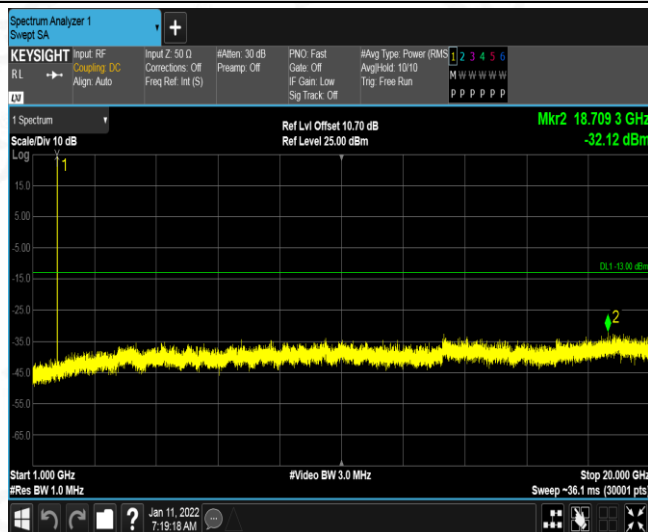 Spectrum Analyzer 1
Swept SA
+
KEYSIGHT
RL
LXI
Input: RF
Coupling: DC
Align: Auto
Input Z: 50 Ω
Corrections: Off
Freq Ref: Int (S)
#Atten: 30 dB
Preamp: Off
PNO: Fast
Gate: Off
IF Gain: Low
Sig Track: Off
#Avg Type: Power (RMS
Avg|Hold: 10/10
Trig: Free Run
1 2 3 4 5 6
M W W W W W
P P P P P P
1 Spectrum
Scale/Div 10 dB
Log
Ref Lvl Offset 10.70 dB
Ref Level 25.00 dBm
Mkr2 18.709 3 GHz
-32.12 dBm
1
15.0
5.00
-5.00
DL1 -13.00 dBm
-15.0
-25.0
2
-35.0
-45.0
-55.0
-65.0
Start 1.000 GHz
#Res BW 1.0 MHz
#Video BW 3.0 MHz
Stop 20.000 GHz
Sweep ~36.1 ms (30001 pts)
?
Jan 11, 2022
7:19:18 AM